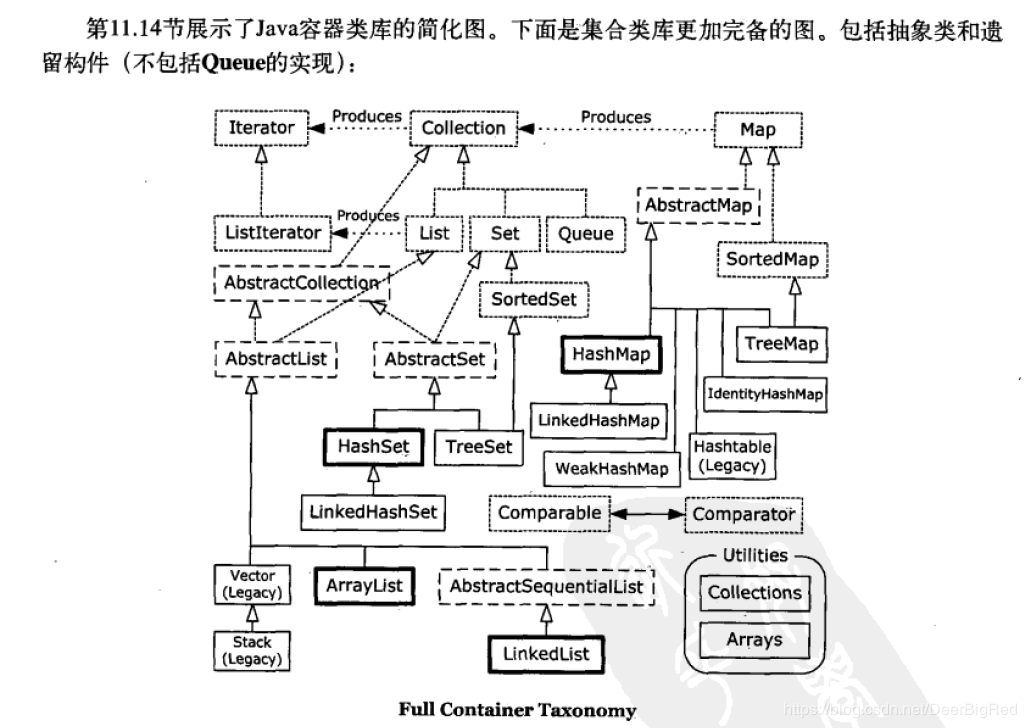 第11.14节展示了Java容器类库的简化图。下面是集合类库更加完备的图。包括抽象类和遗
留构件（不包括Queue的实现）：
Iterator
Produces
Collection
Produces
Map
AbstractMap
ListIterator
Produces
List
Set
Queue
SortedMap
AbstractCollection
SortedSet
AbstractList
AbstractSet
HashMap
TreeMap
IdentityHashMap
LinkedHashMap
HashSet
TreeSet
Hashtable
(Legacy)
WeakHashMap
LinkedHashSet
Comparable
Comparator
Utilities
Vector
(Legacy)
ArrayList
AbstractSequentialList
Collections
Stack
(Legacy)
LinkedList
Arrays
Full Container Taxonomy
https://blog.csdn.net/DeerBigRed